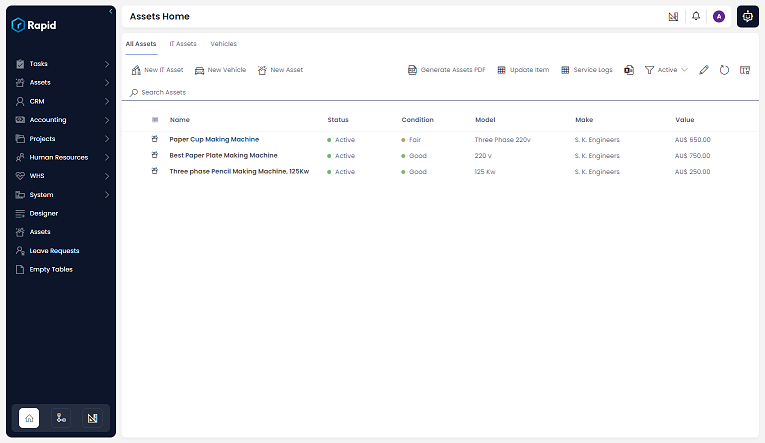 Rapid
Tasks
Assets
CRM
Accounting
Projects
Human Resources
WHS
System
Designer
Assets
Leave Requests
Empty Tables
Assets Home
A
All Assets IT Assets Vehicles
New IT Asset New Vehicle New Asset Generate Assets PDF Update Item Service Logs Active
Search Assets
Name Status Condition Model Make Value
Paper Cup Making Machine Active Fair Three Phase 220v S. K. Engineers AU$ 650.00
Best Paper Plate Making Machine Active Good 220 v S. K. Engineers AU$ 750.00
Three phase Pencil Making Machine, 125Kw Active Good 125 Kw S. K. Engineers AU$ 250.00